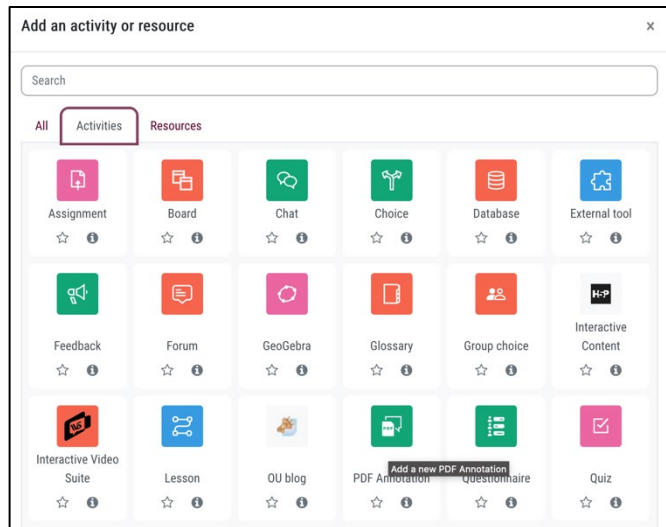 Add an activity or resource ×
Search
All Activities Resources
Assignment Board Chat Choice Database External tool
Feedback Forum GeoGebra Glossary Group choice Interactive Content
H-P
Interactive Video Suite Lesson OU blog PDF Annotation Questionnaire Quiz
IVS
PDF
Add a new PDF Annotation